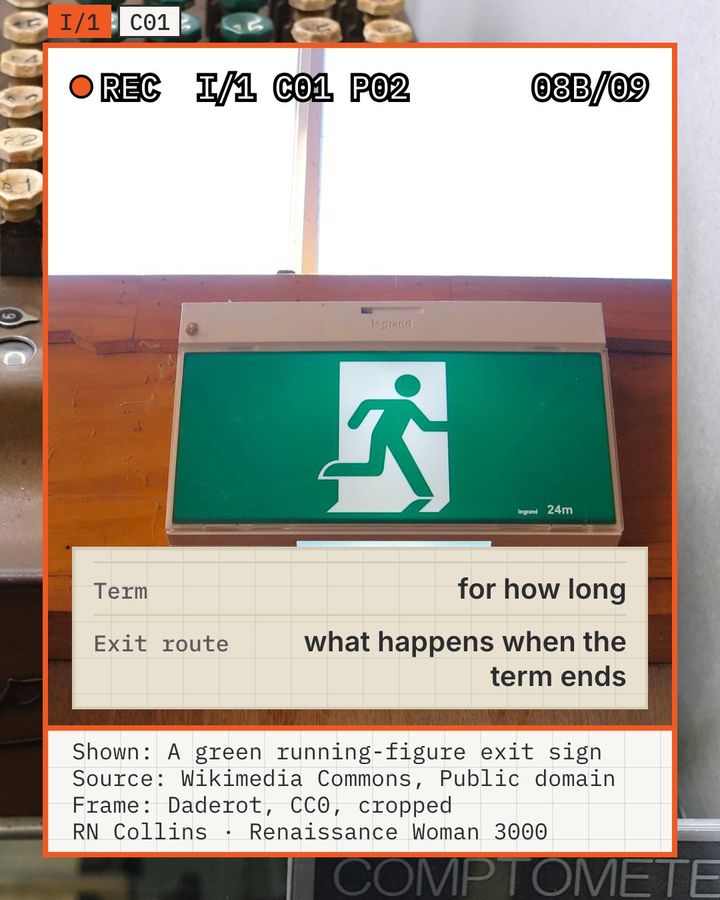 I/1 C01
REC I/1 C01 P02 08B/09
legrand
legrand 24m
Term for how long
Exit route what happens when the
term ends
Shown: A green running-figure exit sign
Source: Wikimedia Commons, Public domain
Frame: Daderot, CC0, cropped
RN Collins · Renaissance Woman 3000
COMPTOMETE